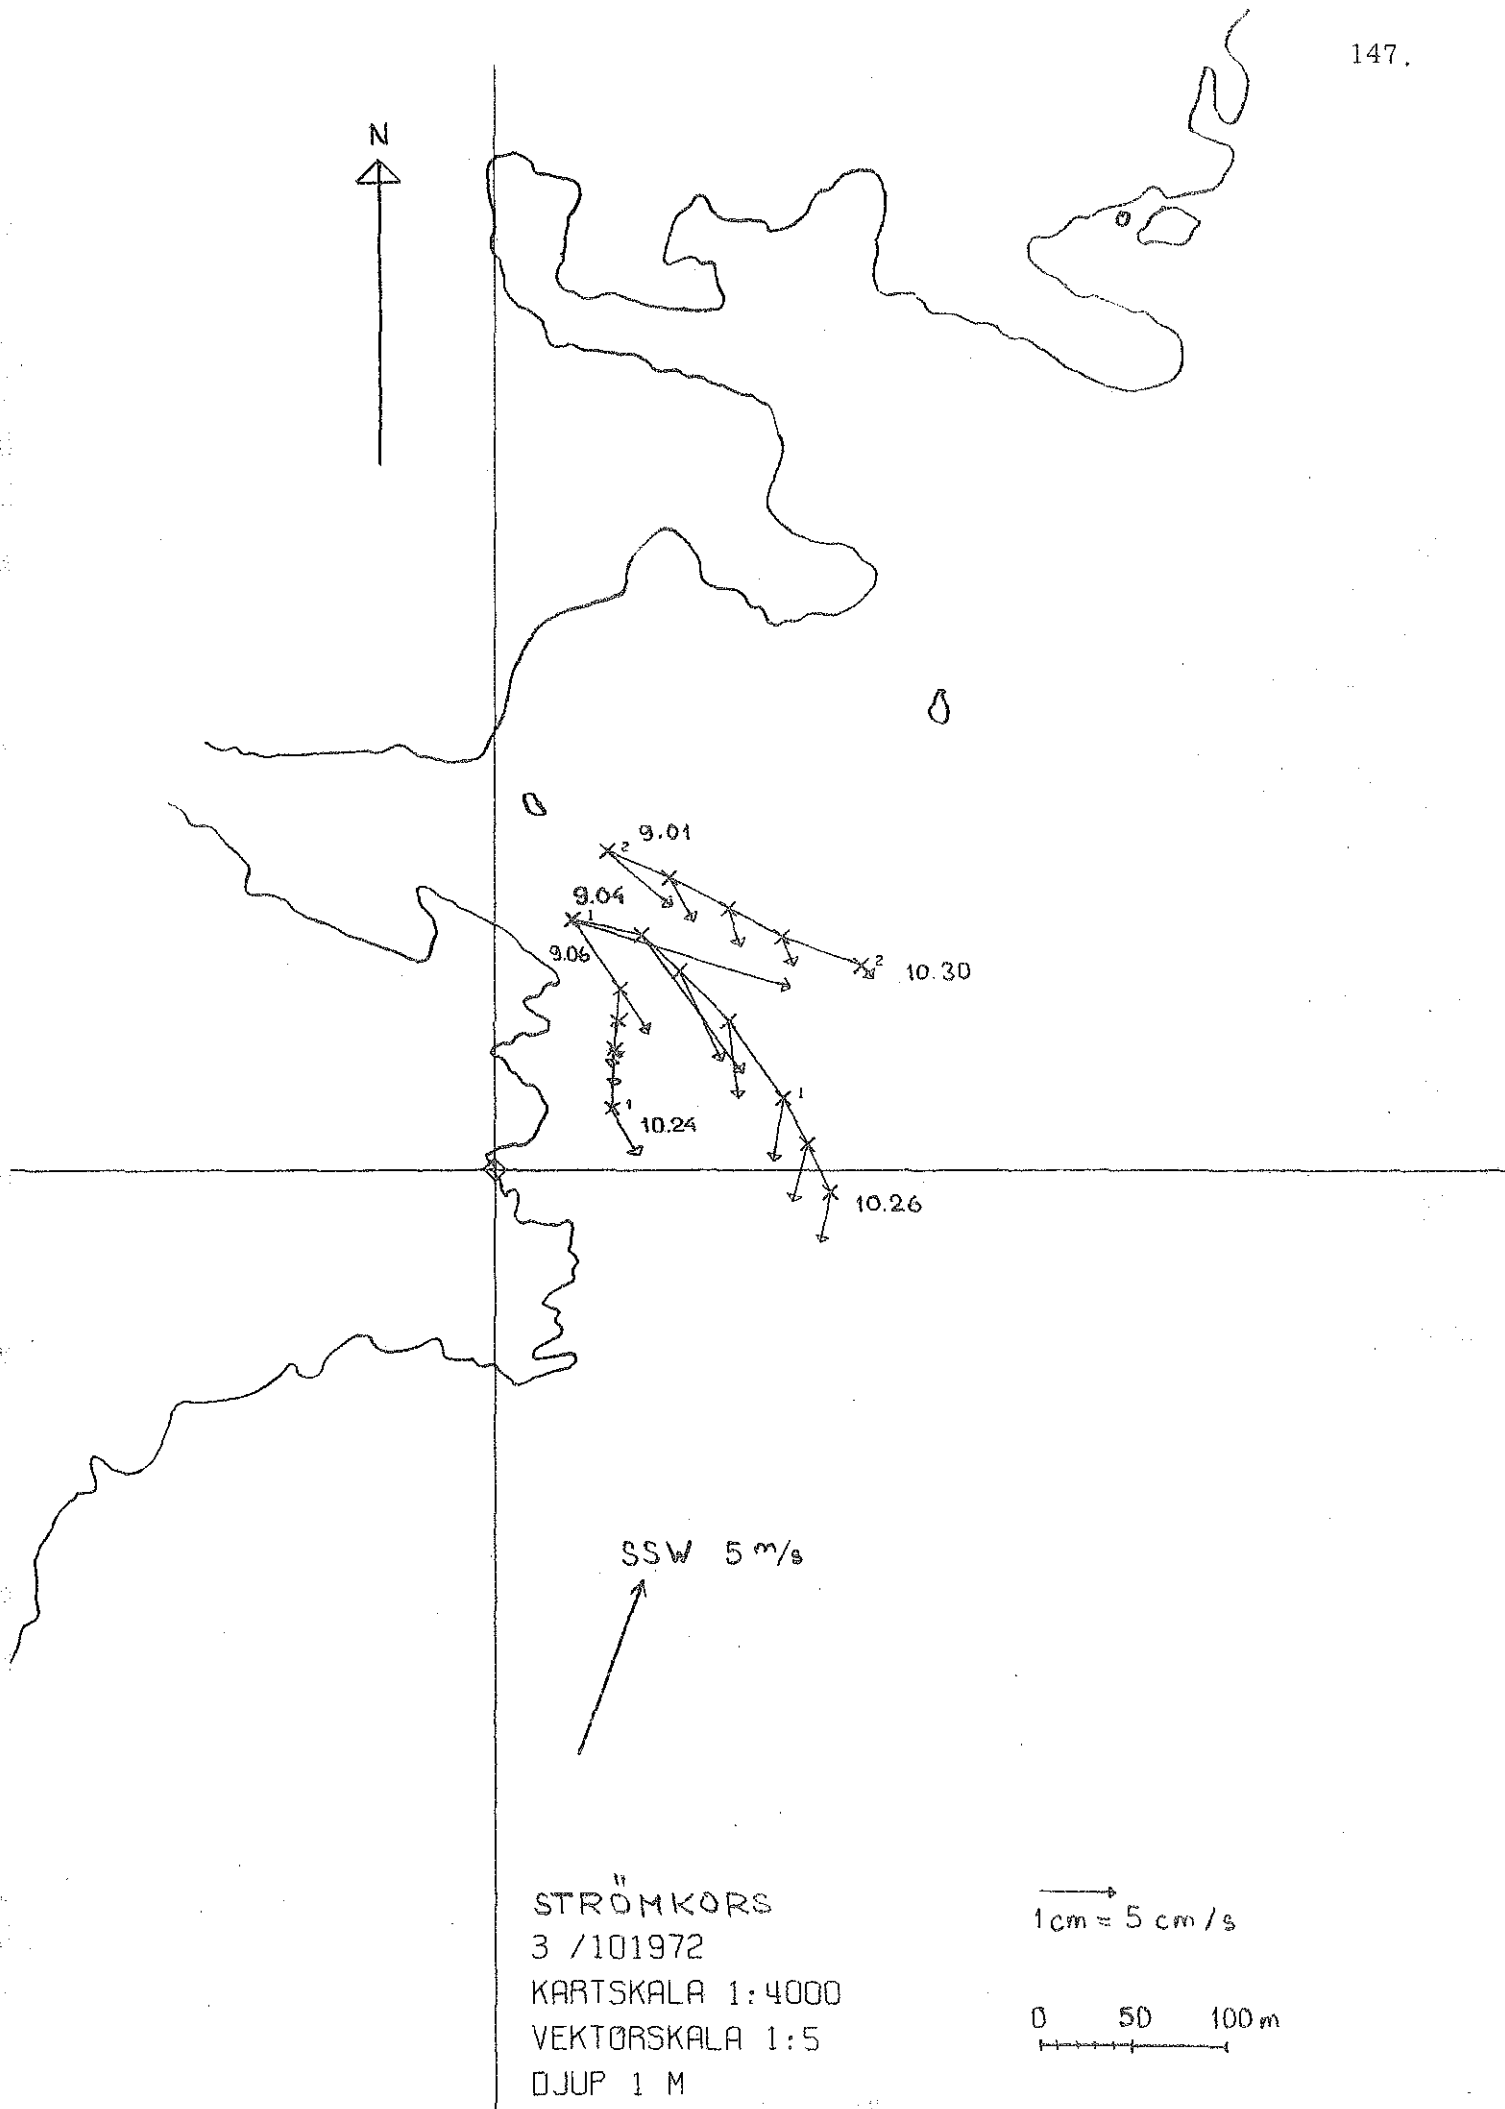 147.
N
2 9.01
9.04
1
9.06
2 10.30
1
1 10.24
10.26
SSW 5 m/s
STRÖMKORS
3 /101972
KARTSKALA 1:4000
VEKTORSKALA 1:5
DJUP 1 M
1 cm = 5 cm/s
0 50 100 m